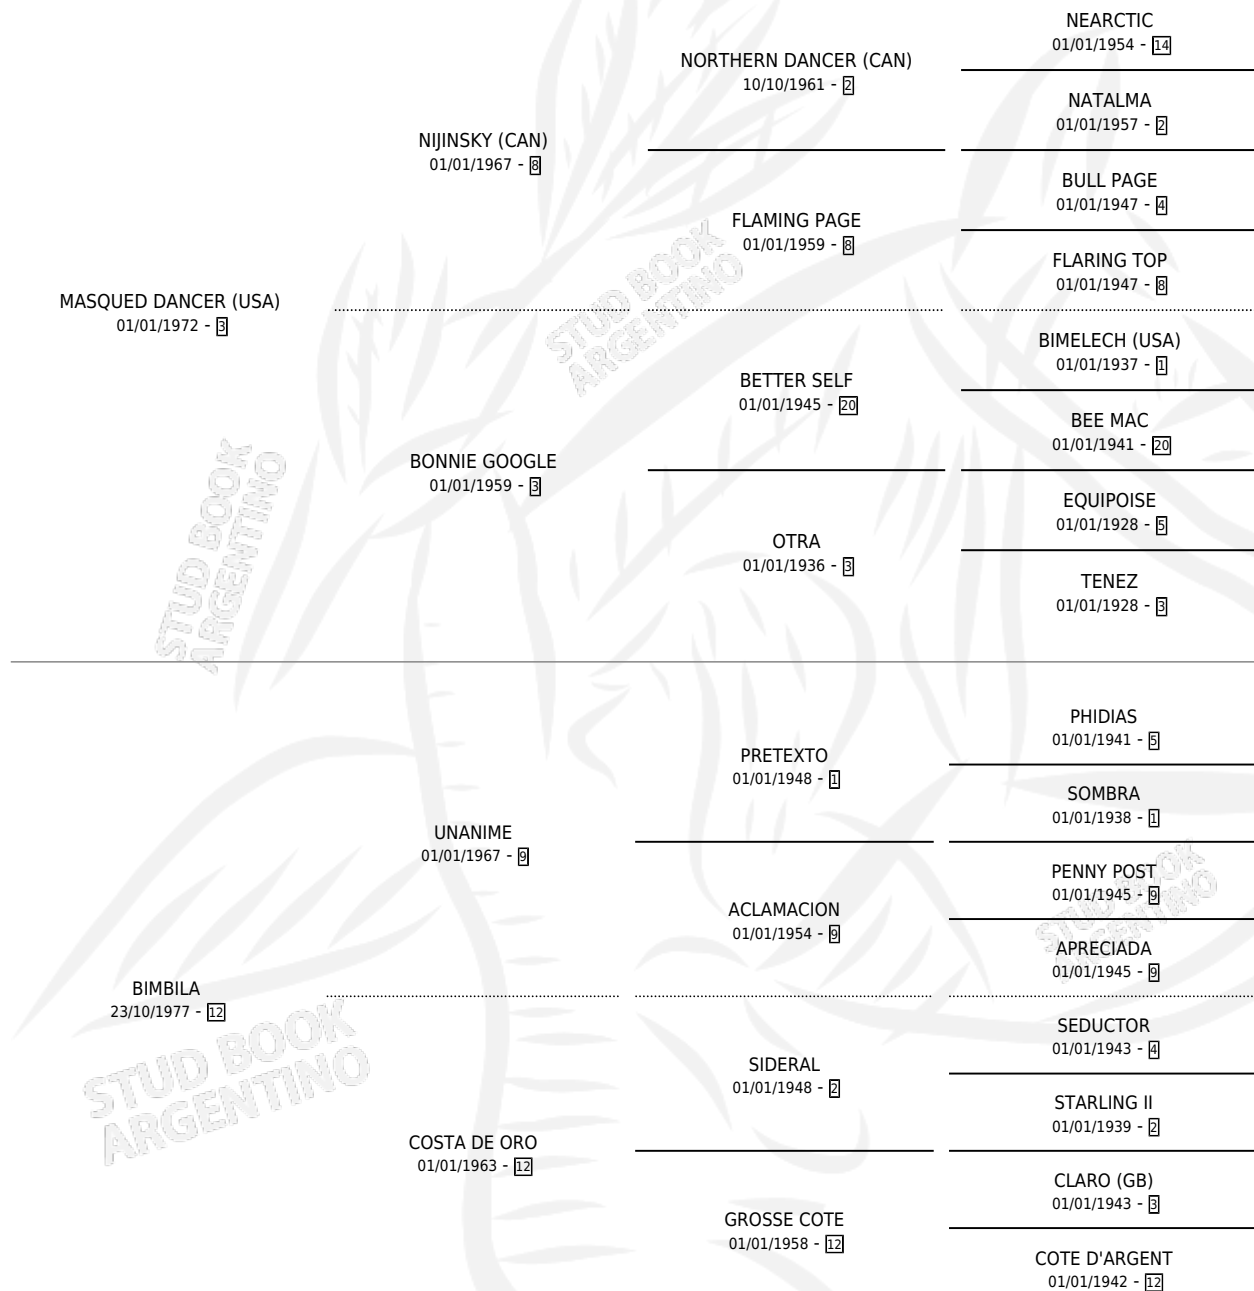 NEARCTIC
01/01/1954 - 14
NORTHERN DANCER (CAN)
10/10/1961 - 2
NATALMA
01/01/1957 - 2
NIJINSKY (CAN)
01/01/1967 - 8
BULL PAGE
01/01/1947 - 4
FLAMING PAGE
01/01/1959 - 8
FLARING TOP
01/01/1947 - 8
MASQUED DANCER (USA)
01/01/1972 - 3
BIMELECH (USA)
01/01/1937 - 1
BETTER SELF
01/01/1945 - 20
BEE MAC
01/01/1941 - 20
BONNIE GOOGLE
01/01/1959 - 3
EQUIPOISE
01/01/1928 - 5
OTRA
01/01/1936 - 3
TENEZ
01/01/1928 - 3
PHIDIAS
01/01/1941 - 5
PRETEXTO
01/01/1948 - 1
SOMBRA
01/01/1938 - 1
UNANIME
01/01/1967 - 9
PENNY POST
01/01/1945 - 9
ACLAMACION
01/01/1954 - 9
APRECIADA
01/01/1945 - 9
BIMBILA
23/10/1977 - 12
SEDUCTOR
01/01/1943 - 4
SIDERAL
01/01/1948 - 2
STARLING II
01/01/1939 - 2
COSTA DE ORO
01/01/1963 - 12
CLARO (GB)
01/01/1943 - 3
GROSSE COTE
01/01/1958 - 12
COTE D'ARGENT
01/01/1942 - 12
STUD BOOK
ARGENTINO
STUD BOOK
ARGENTINO
STUD BOOK
ARGENTINO
STUD BOOK
ARGENTINO